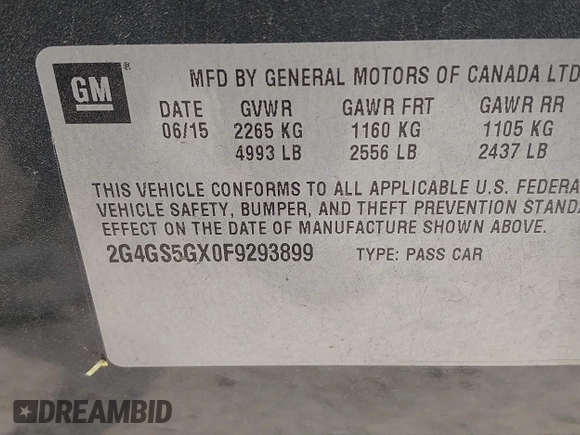 GM
MFD BY GENERAL MOTORS OF CANADA LTD
DATE GVWR GAWR FRT GAWR RR
06/15 2265 KG 1160 KG 1105 KG
4993 LB 2556 LB 2437 LB
THIS VEHICLE CONFORMS TO ALL APPLICABLE U.S. FEDERA
VEHICLE SAFETY, BUMPER, AND THEFT PREVENTION STANDA
EFFECT ON THE DATE OF MANUFACTURE SHOWN ABOVE.
2G4GS5GX0F9293899 TYPE: PASS CAR
DREAMBID